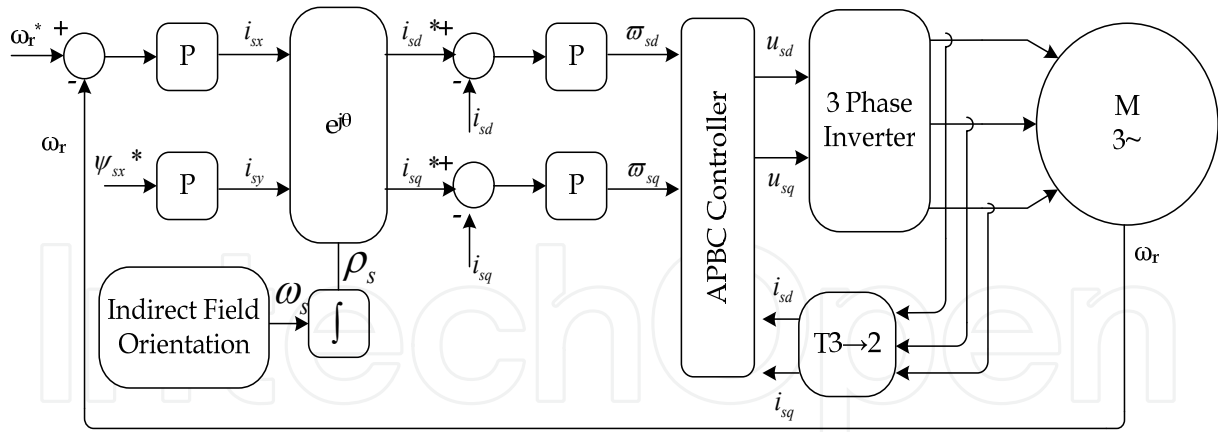 ωr* +
-
P
isx
ejθ
isd *+
-
isd
P
ϖsd
APBC Controller
usd
3 Phase
Inverter
M
3~
ωr
ψsx*
P
isy
isq *+
-
isq
P
ϖsq
usq
ωr
Indirect Field
Orientation
ωs
∫
ρs
isd
T3→2
isq
IntechOpen